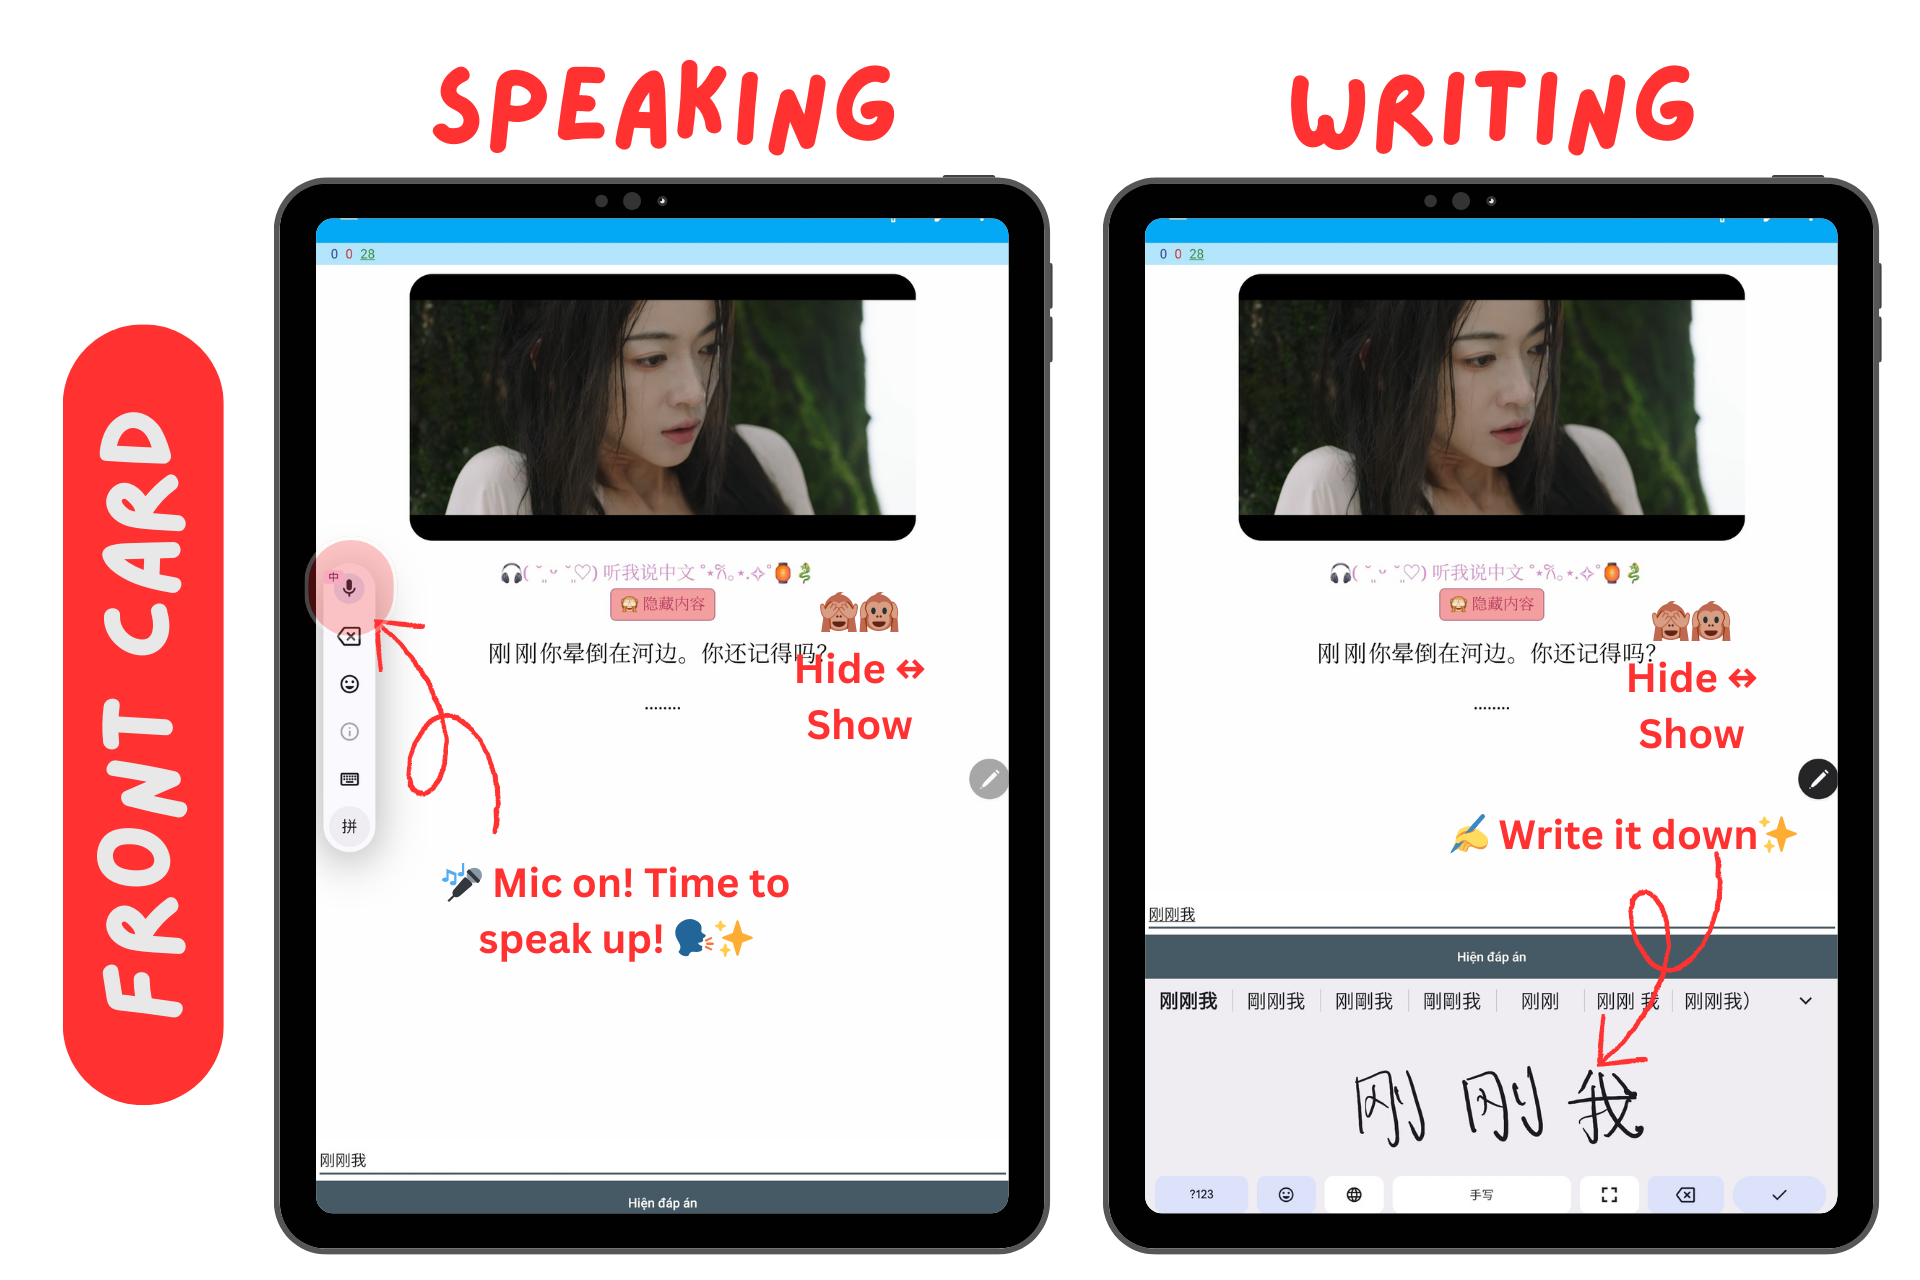 SPEAKING
WRITING
FRONT CARD
0 0 28
🎧( ˘͈ ᵕ ˘͈♡) 听我说中文 ˚⋆𐙚｡⋆.✧˚🏮🐉
🙈 隐藏内容
🙈🙉
刚刚你晕倒在河边。你还记得吗？
Hide ↔
Show
........
中
拼
🎤 Mic on! Time to
speak up! 🗣️✨
刚刚我
Hiện đáp án
0 0 28
🎧( ˘͈ ᵕ ˘͈♡) 听我说中文 ˚⋆𐙚｡⋆.✧˚🏮🐉
🙈 隐藏内容
🙈🙉
刚刚你晕倒在河边。你还记得吗？
Hide ↔
Show
........
✍️ Write it down✨
刚刚我
Hiện đáp án
刚刚我 剛刚我 刚剛我 剛剛我 刚刚 刚刚 我 刚刚我）
刚刚我
?123 手写